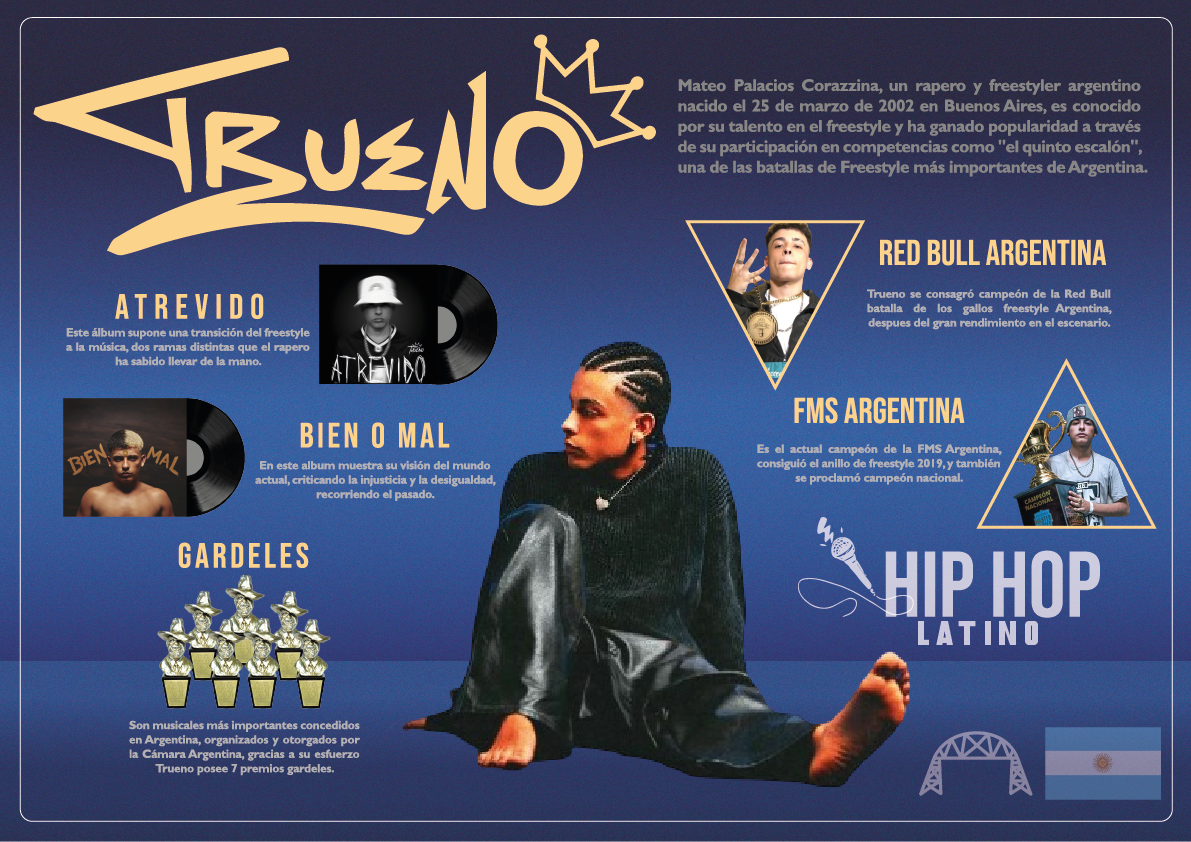 TRUENO
Mateo Palacios Corazzina, un rapero y freestyler argentino
nacido el 25 de marzo de 2002 en Buenos Aires, es conocido
por su talento en el freestyle y ha ganado popularidad a través
de su participación en competencias como "el quinto escalón",
una de las batallas de Freestyle más importantes de Argentina.
ATREVIDO
Este álbum supone una transición del freestyle
a la música, dos ramas distintas que el rapero
ha sabido llevar de la mano.
TRUENO
ATREVIDO
RED BULL ARGENTINA
Trueno se consagró campeón de la Red Bull
batalla de los gallos freestyle Argentina,
despues del gran rendimiento en el escenario.
BIEN MAL
BIEN O MAL
En este album muestra su visión del mundo
actual, criticando la injusticia y la desigualdad,
recorriendo el pasado.
FMS ARGENTINA
Es el actual campeón de la FMS Argentina,
consiguió el anillo de freestyle 2019, y también
se proclamó campeón nacional.
CAMPEÓN
NACIONAL
GARDELES
Son musicales más importantes concedidos
en Argentina, organizados y otorgados por
la Cámara Argentina, gracias a su esfuerzo
Trueno posee 7 premios gardeles.
HIP HOP
LATINO